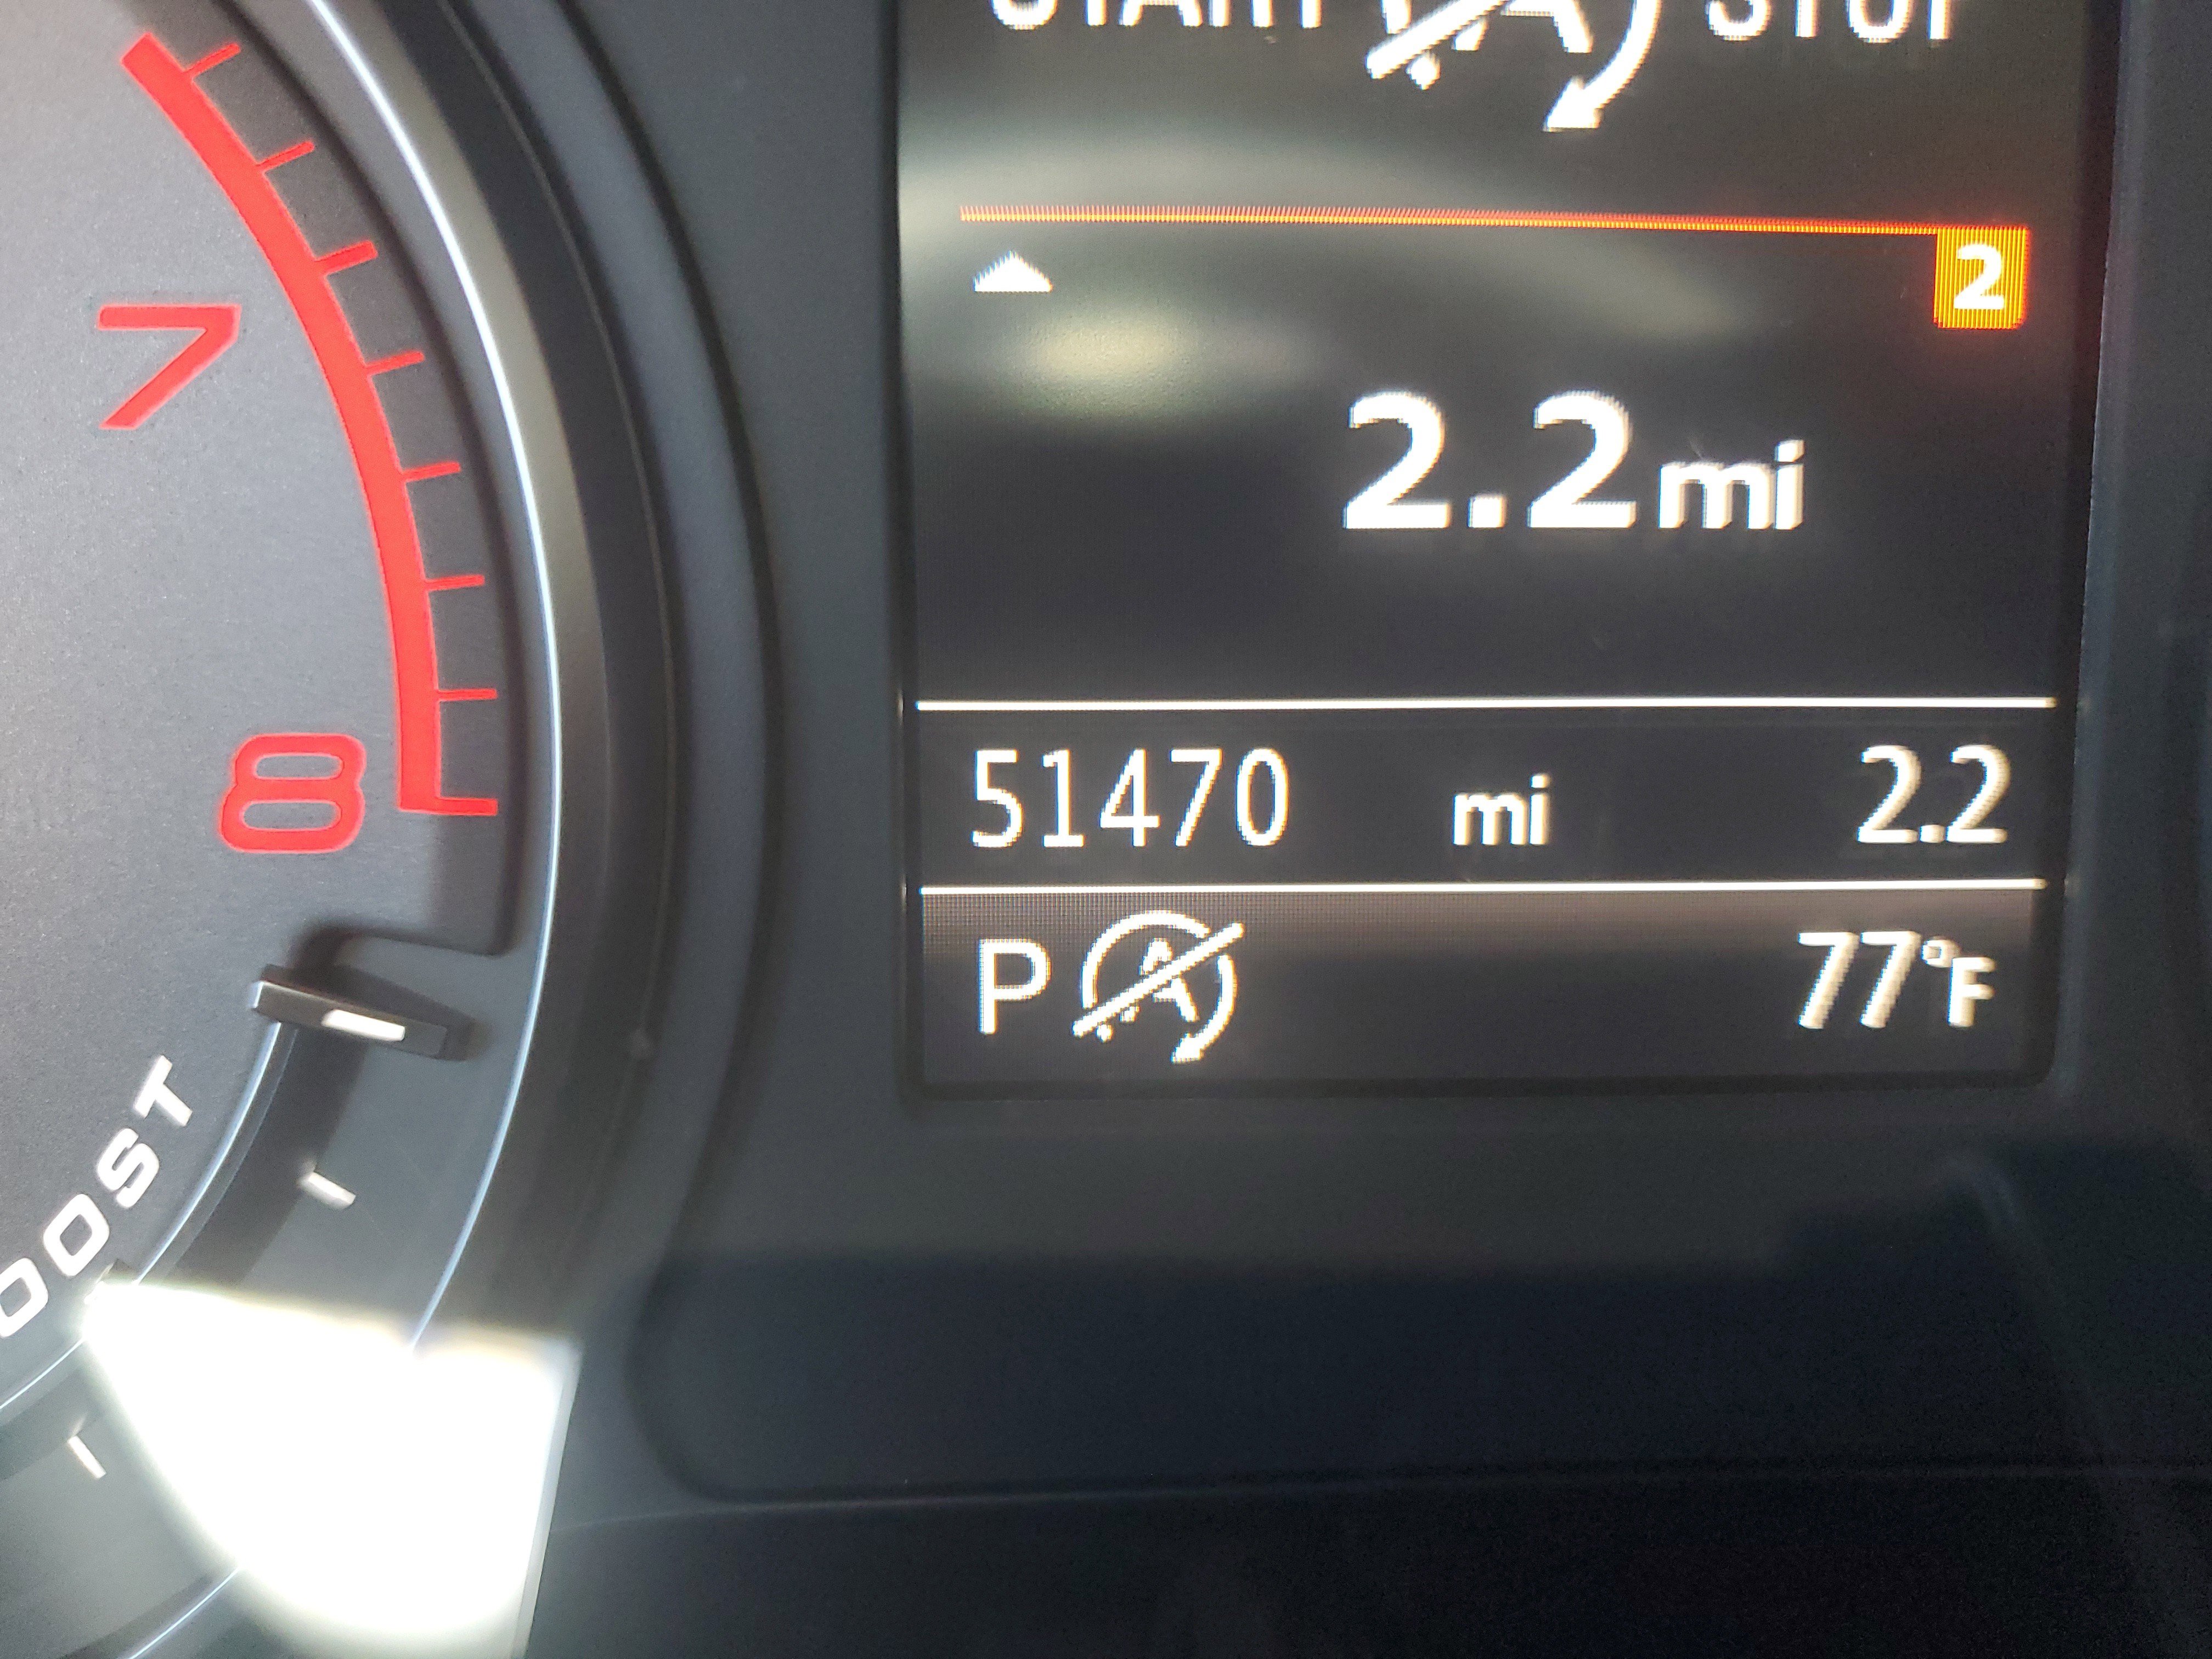 START A STOP
2
2.2 mi
51470 mi 2.2
P A 77°F
7
8
OOST